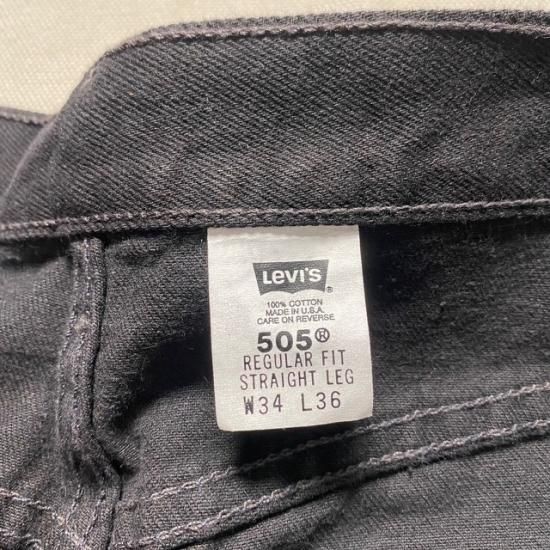 LEVI'S®
100% COTTON
MADE IN U.S.A.
CARE ON REVERSE
505®
REGULAR FIT
STRAIGHT LEG
W34 L36